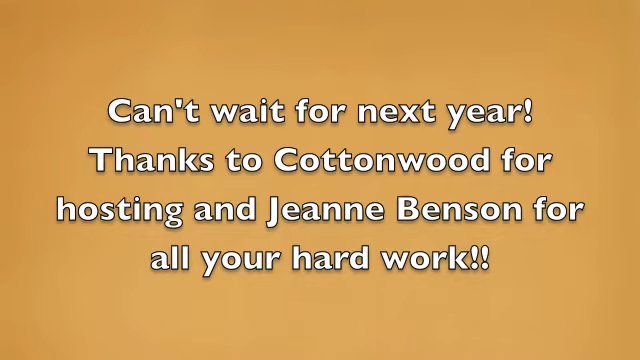 Can't wait for next year!
Thanks to Cottonwood for
hosting and Jeanne Benson for
all your hard work!!